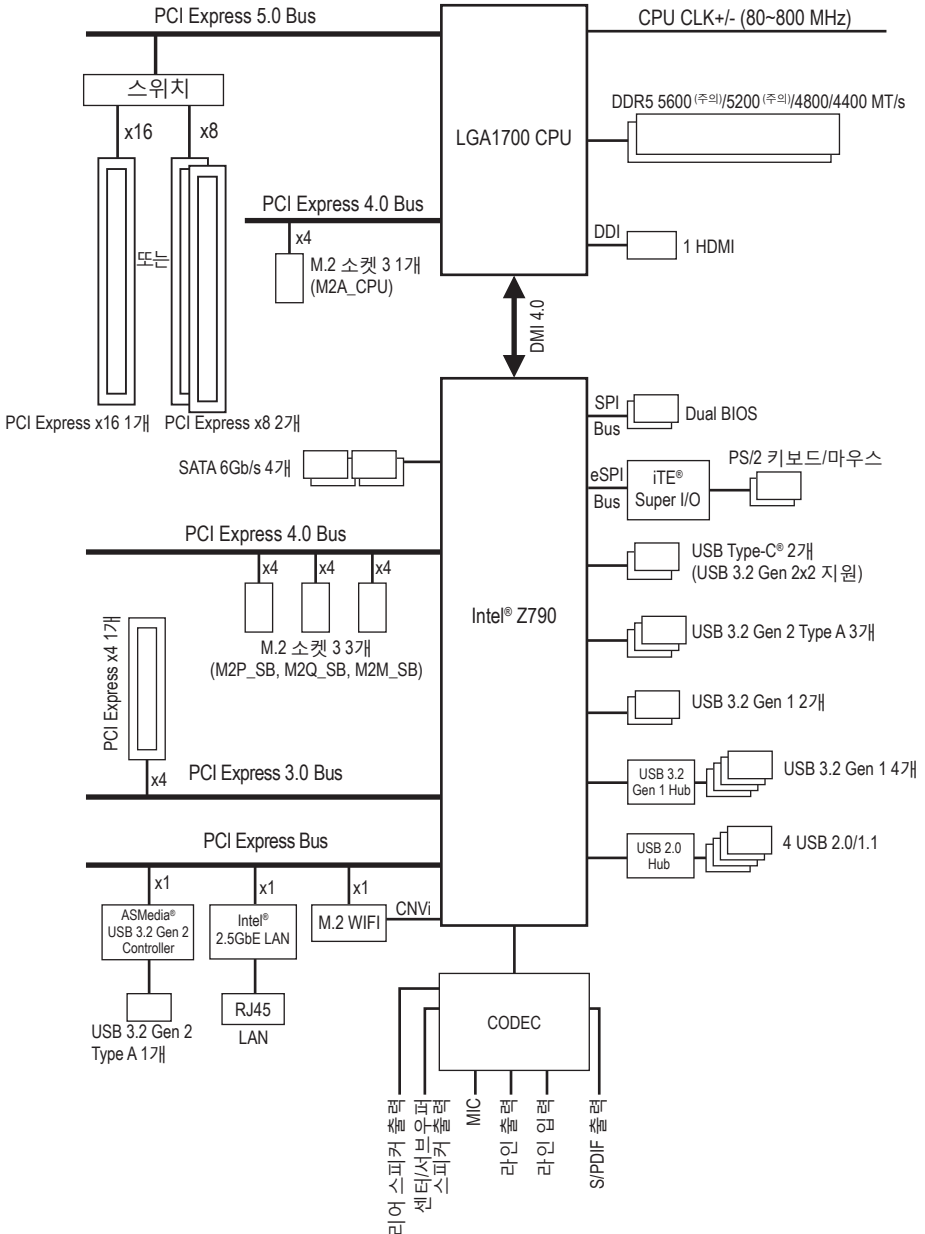 PCI Express 5.0 Bus
CPU CLK+/- (80~800 MHz)
스위치
x16
x8
DDR5 5600 (주의)/5200 (주의)/4800/4400 MT/s
LGA1700 CPU
PCI Express 4.0 Bus
x4
또는
M.2 소켓 3 1개
(M2A_CPU)
DDI
1 HDMI
DMI 4.0
PCI Express x16 1개
PCI Express x8 2개
SPI
Bus
Dual BIOS
SATA 6Gb/s 4개
eSPI
Bus
iTE®
Super I/O
PS/2 키보드/마우스
PCI Express 4.0 Bus
x4
x4
x4
USB Type-C® 2개
(USB 3.2 Gen 2x2 지원)
Intel® Z790
PCI Express x4 1개
M.2 소켓 3 3개
(M2P_SB, M2Q_SB, M2M_SB)
USB 3.2 Gen 2 Type A 3개
USB 3.2 Gen 1 2개
x4
PCI Express 3.0 Bus
USB 3.2
Gen 1 Hub
USB 3.2 Gen 1 4개
PCI Express Bus
USB 2.0
Hub
4 USB 2.0/1.1
x1
x1
x1
ASMedia®
USB 3.2 Gen 2
Controller
Intel®
2.5GbE LAN
M.2 WIFI
CNVi
RJ45
LAN
USB 3.2 Gen 2
Type A 1개
CODEC
리어 스피커 출력
센터/서브우퍼
스피커 출력
MIC
라인 출력
라인 입력
S/PDIF 출력